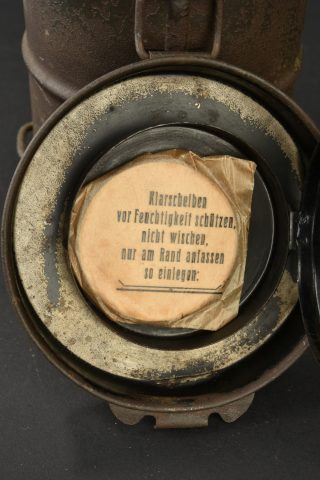 Klarscheiben
vor Feuchtigkeit schützen,
nicht wischen,
nur am Rand anfassen
so einlegen: